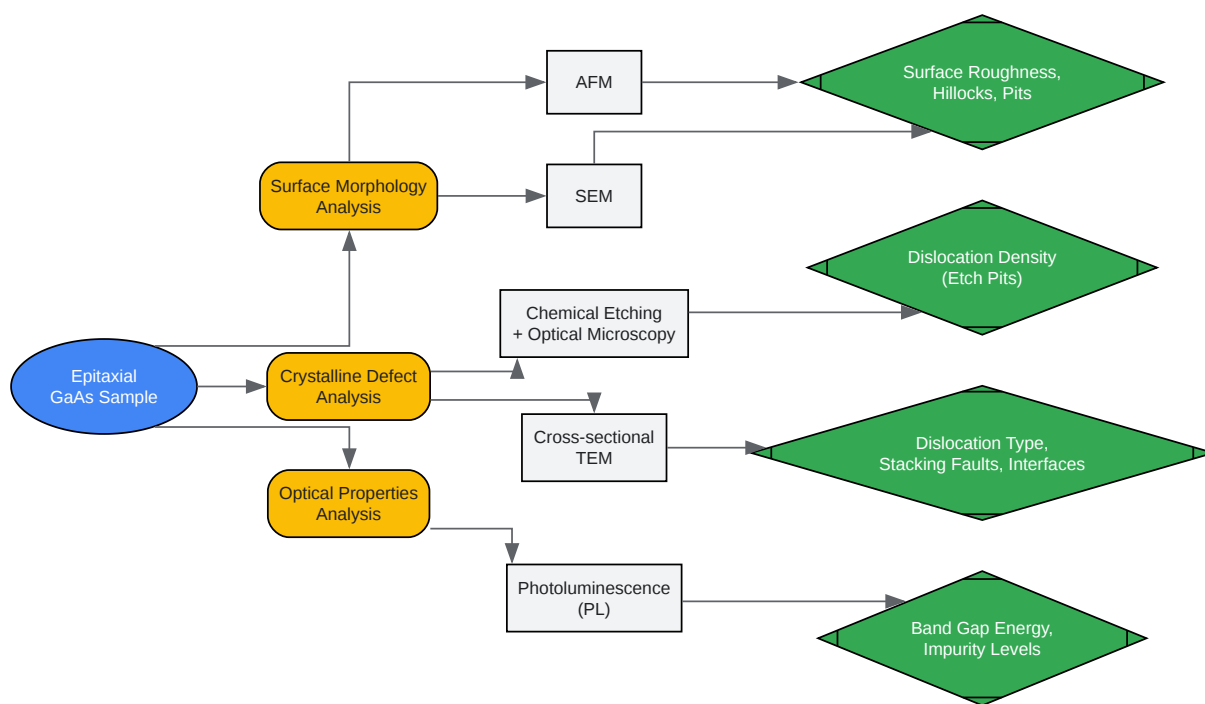 AFM
Surface Roughness,
Hillocks, Pits
Surface Morphology
Analysis
SEM
Dislocation Density
(Etch Pits)
Chemical Etching
+ Optical Microscopy
Epitaxial
GaAs Sample
Crystalline Defect
Analysis
Cross-sectional
TEM
Dislocation Type,
Stacking Faults, Interfaces
Optical Properties
Analysis
Photoluminescence
(PL)
Band Gap Energy,
Impurity Levels